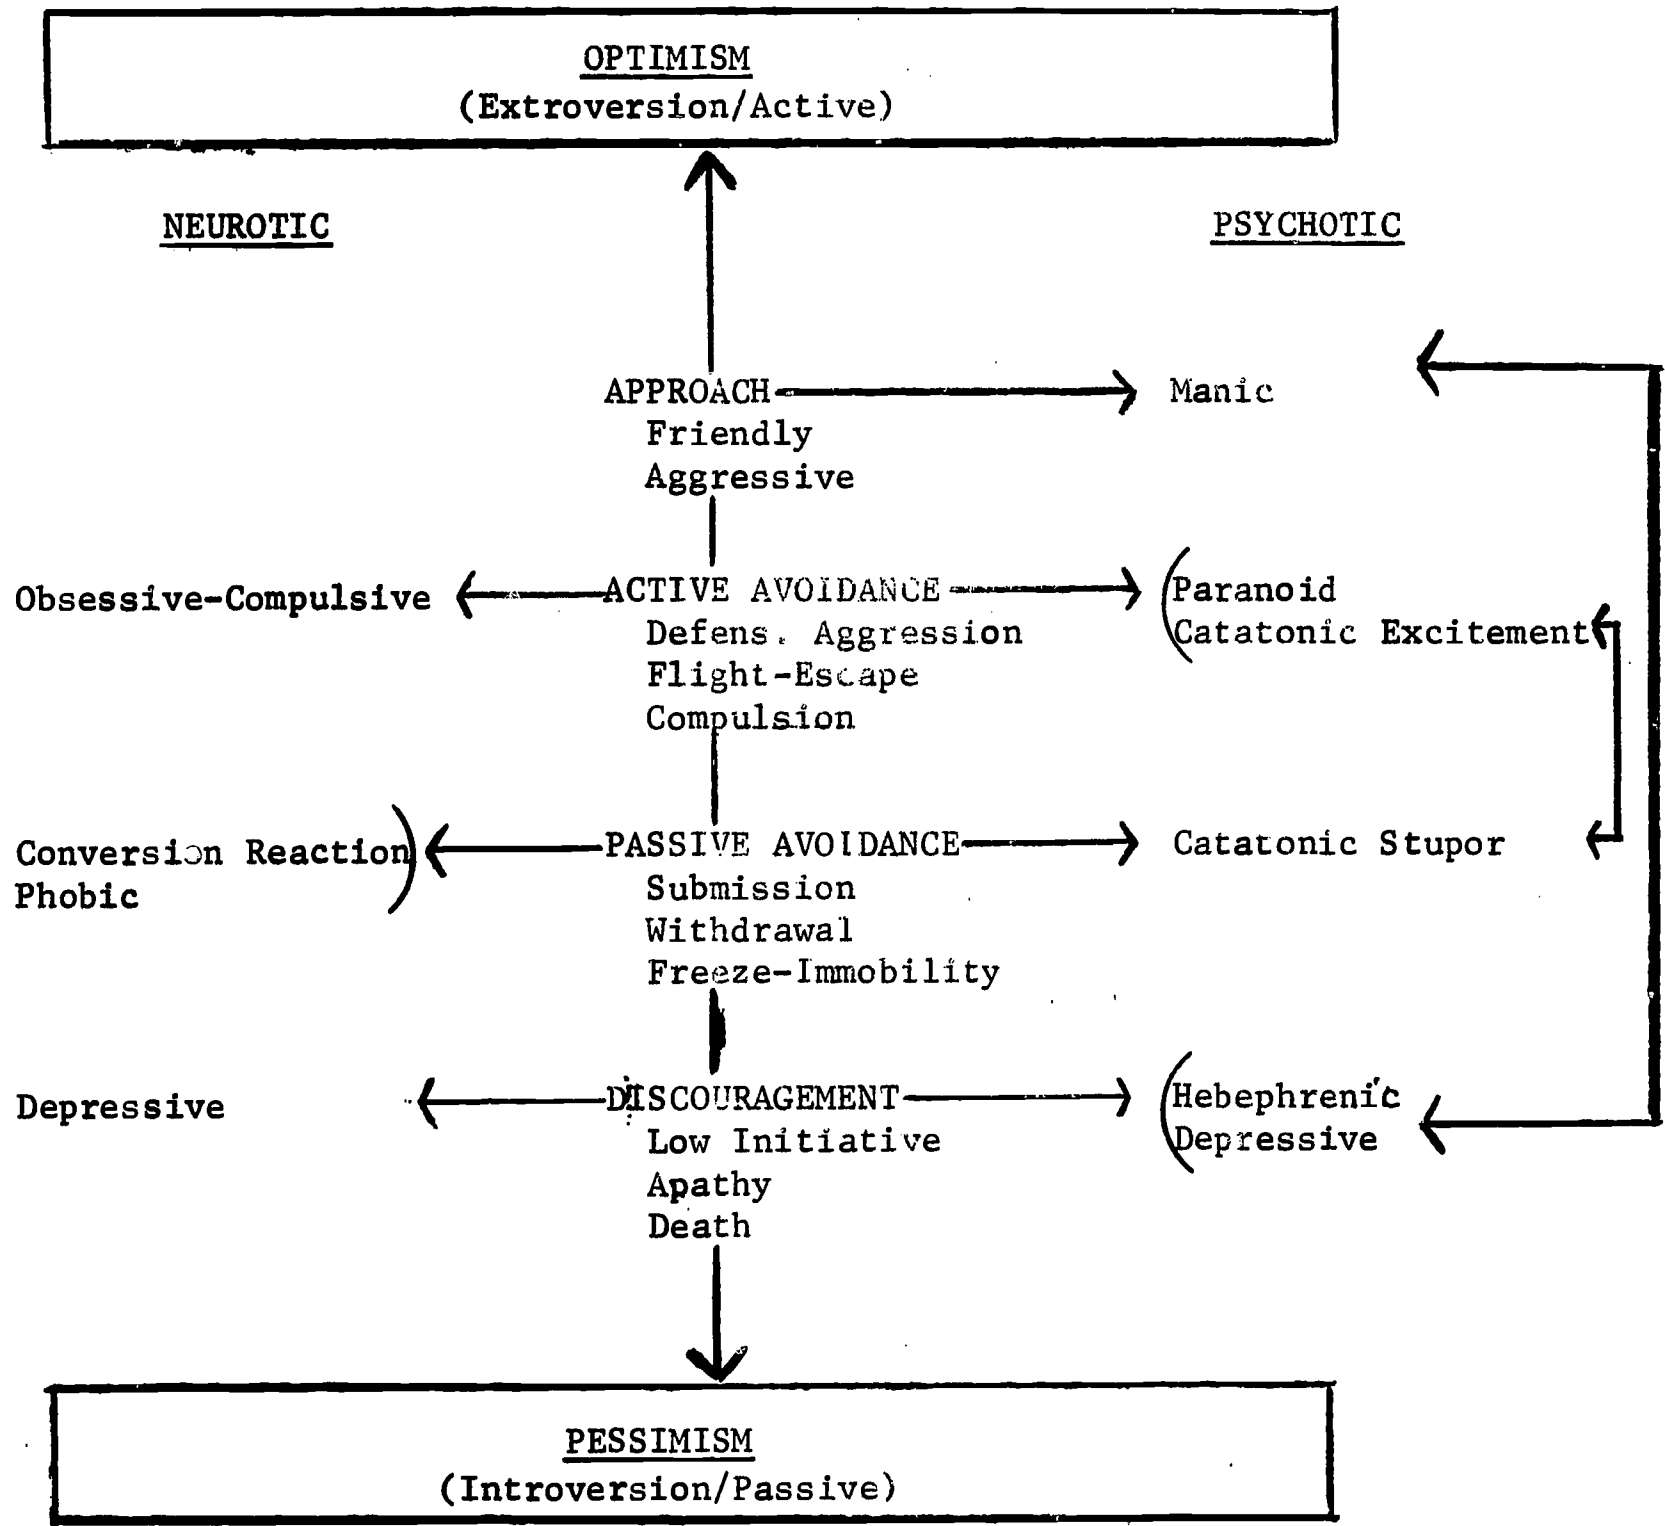 OPTIMISM
(Extroversion/Active)
NEUROTIC
PSYCHOTIC
APPROACH
Manic
Friendly
Aggressive
Obsessive-Compulsive
ACTIVE AVOIDANCE
Paranoid
Defens. Aggression
Catatonic Excitement
Flight-Escape
Compulsion
Conversion Reaction
PASSIVE AVOIDANCE
Catatonic Stupor
Phobic
Submission
Withdrawal
Freeze-Immobility
Depressive
DISCOURAGEMENT
Hebephrenic
Low Initiative
Depressive
Apathy
Death
PESSIMISM
(Introversion/Passive)